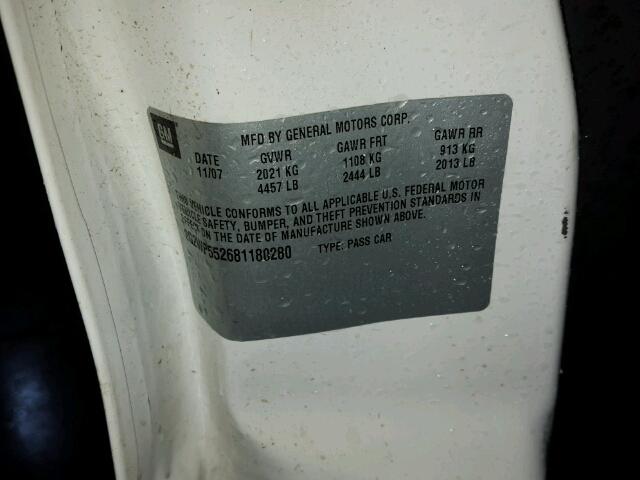 GM
MFD BY GENERAL MOTORS CORP.
DATE GVWR GAWR FRT GAWR RR
11/07 2021 KG 1108 KG 913 KG
4457 LB 2444 LB 2013 LB
THIS VEHICLE CONFORMS TO ALL APPLICABLE U.S. FEDERAL MOTOR
VEHICLE SAFETY, BUMPER, AND THEFT PREVENTION STANDARDS IN
EFFECT ON THE DATE OF MANUFACTURE SHOWN ABOVE.
TYPE: PASS CAR